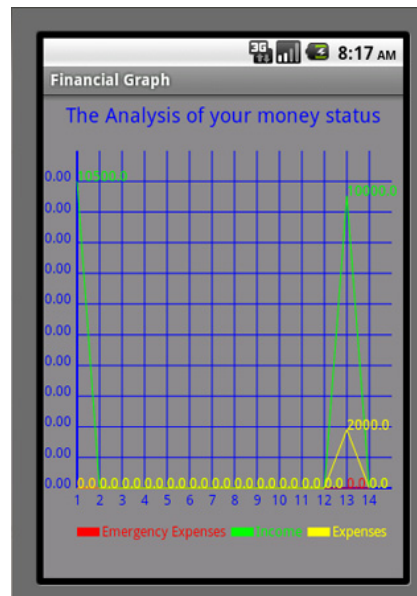 3G 8:17 AM
Financial Graph
The Analysis of your money status
0.00 10500.0
0.00 10000.0
0.00
0.00
0.00
0.00
0.00
0.00
0.00 2000.0
0.00
0.00 0.0 0.0 0.0 0.0 0.0 0.0 0.0 0.0 0.0 0.0 0.0 0.0 0.0 0.0
1 2 3 4 5 6 7 8 9 10 11 12 13 14
Emergency Expenses Income Expenses